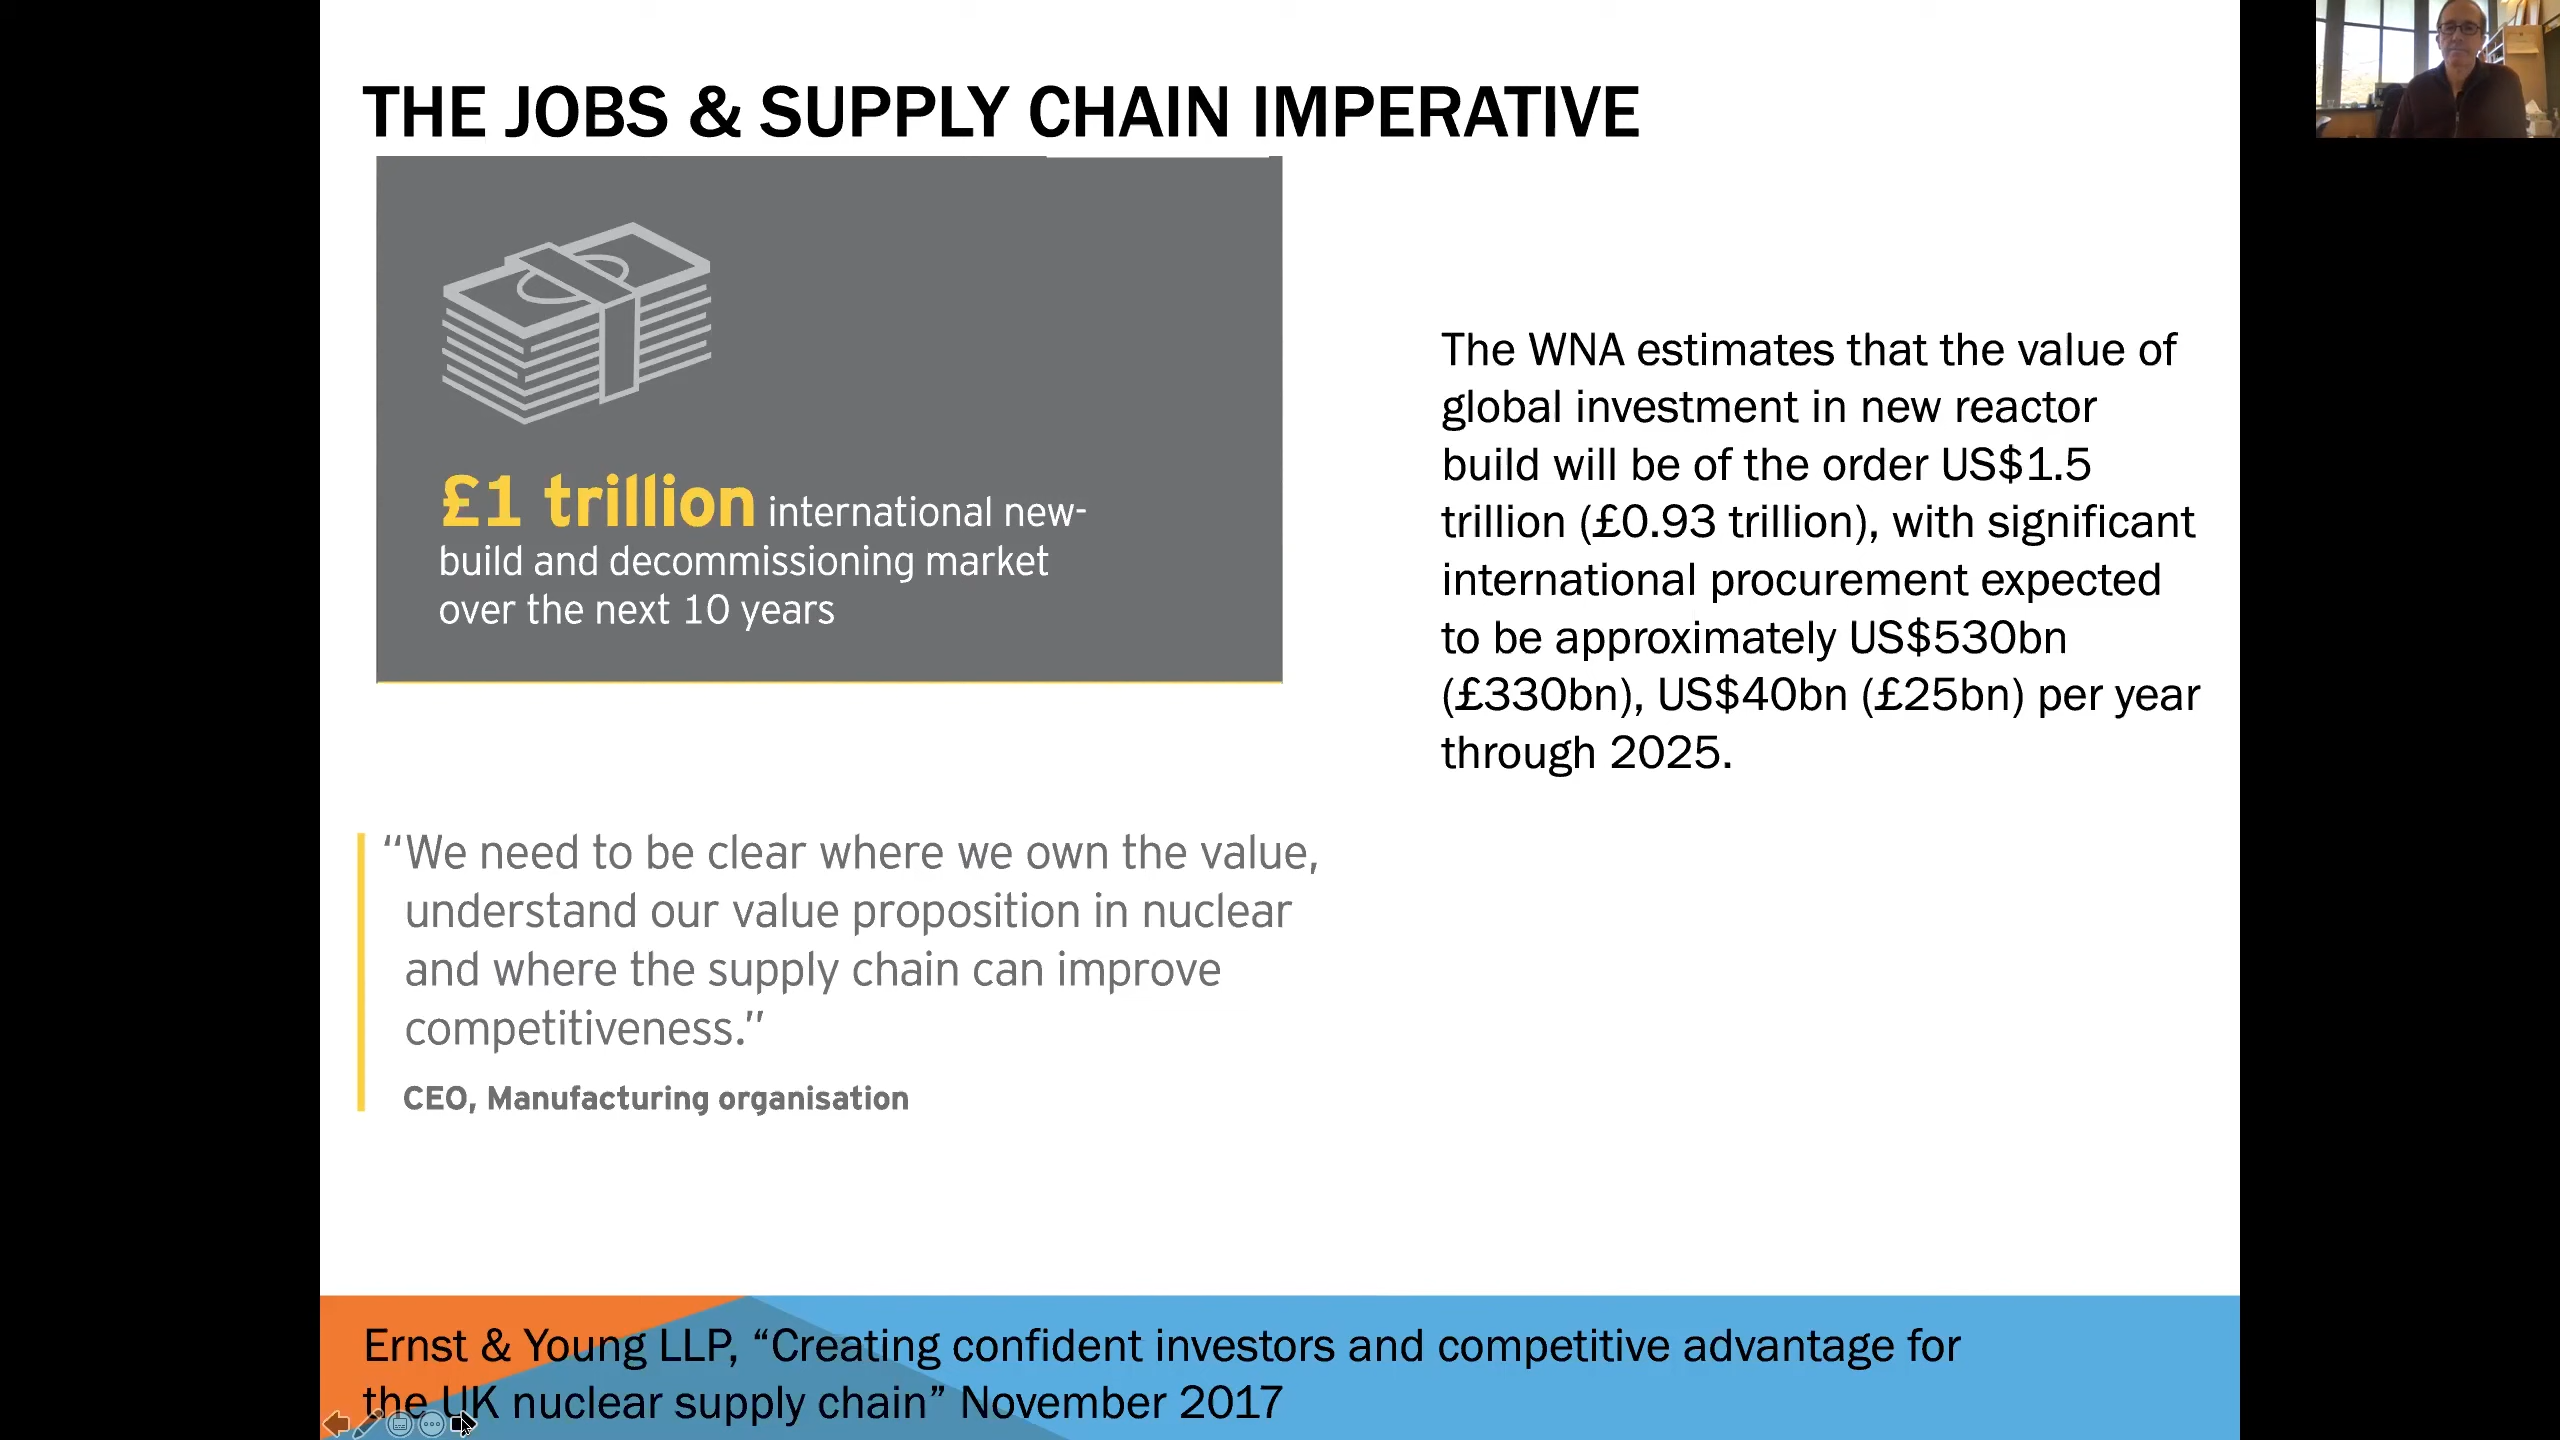 THE JOBS & SUPPLY CHAIN IMPERATIVE
£1 trillion international new-
build and decommissioning market
over the next 10 years
The WNA estimates that the value of
global investment in new reactor
build will be of the order US$1.5
trillion (£0.93 trillion), with significant
international procurement expected
to be approximately US$530bn
(£330bn), US$40bn (£25bn) per year
through 2025.
“We need to be clear where we own the value,
understand our value proposition in nuclear
and where the supply chain can improve
competitiveness.”
CEO, Manufacturing organisation
Ernst & Young LLP, “Creating confident investors and competitive advantage for
the UK nuclear supply chain” November 2017